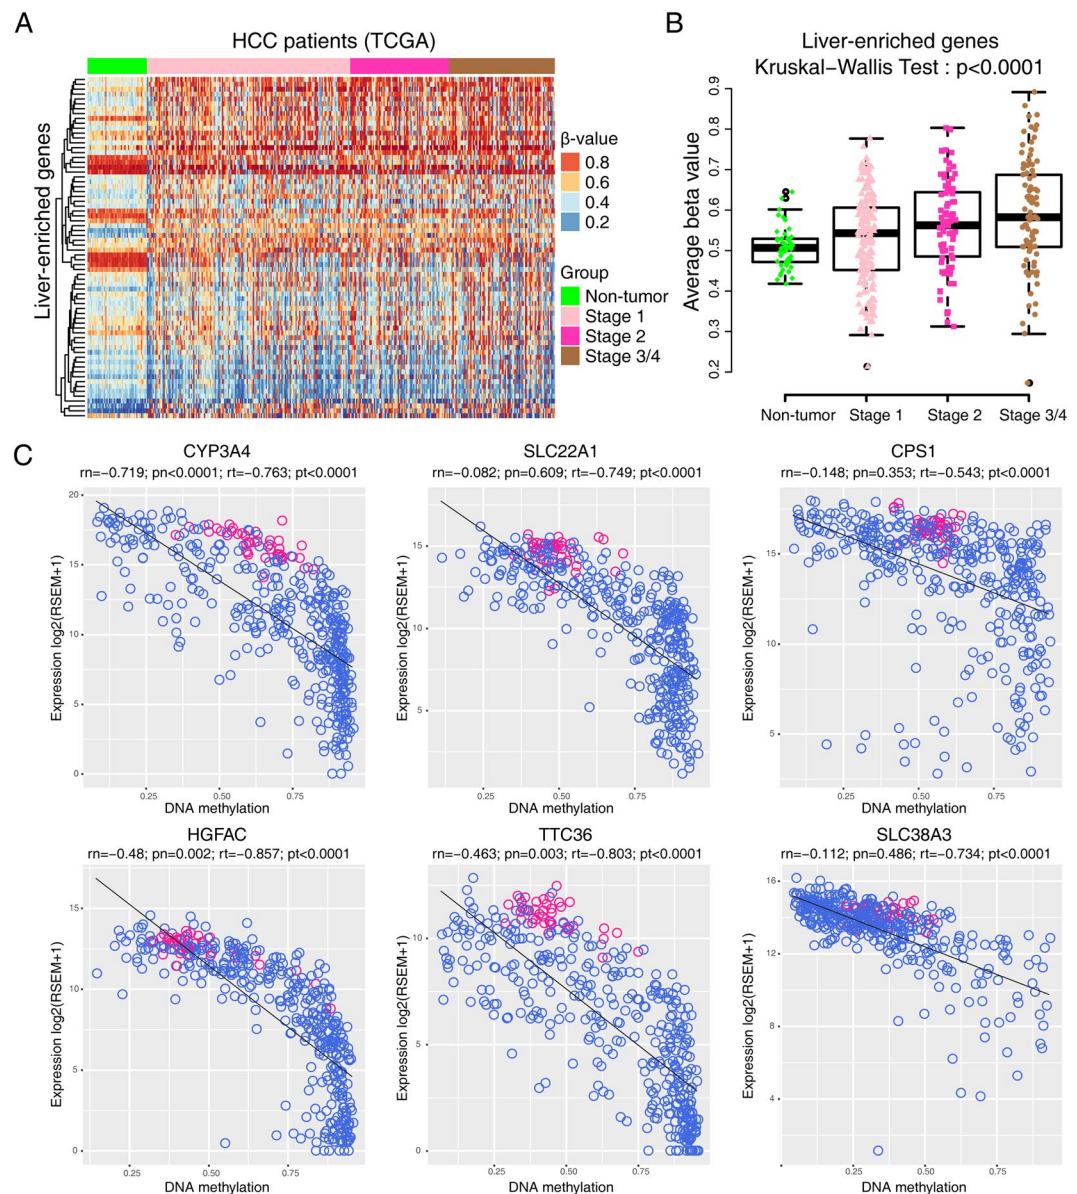 A
HCC patients (TCGA)
Liver-enriched genes
β-value
0.8
0.6
0.4
0.2
Group
Non-tumor
Stage 1
Stage 2
Stage 3/4
B
Liver-enriched genes
Kruskal−Wallis Test : p<0.0001
Average beta value
0.9
0.8
0.7
0.6
0.5
0.4
0.3
0.2
Non-tumor Stage 1 Stage 2 Stage 3/4
C
CYP3A4
rn=−0.719; pn<0.0001; rt=−0.763; pt<0.0001
Expression log2(RSEM+1)
20
15
10
5
0
0.25 0.50 0.75
DNA methylation
SLC22A1
rn=−0.082; pn=0.609; rt=−0.749; pt<0.0001
Expression log2(RSEM+1)
15
10
5
0.25 0.50 0.75
DNA methylation
CPS1
rn=−0.148; pn=0.353; rt=−0.543; pt<0.0001
Expression log2(RSEM+1)
15
10
5
0.25 0.50 0.75
DNA methylation
HGFAC
rn=−0.48; pn=0.002; rt=−0.857; pt<0.0001
Expression log2(RSEM+1)
15
10
5
0
0.25 0.50 0.75
DNA methylation
TTC36
rn=−0.463; pn=0.003; rt=−0.803; pt<0.0001
Expression log2(RSEM+1)
10
5
0
0.25 0.50 0.75
DNA methylation
SLC38A3
rn=−0.112; pn=0.486; rt=−0.734; pt<0.0001
Expression log2(RSEM+1)
16
12
8
4
0.25 0.50 0.75
DNA methylation